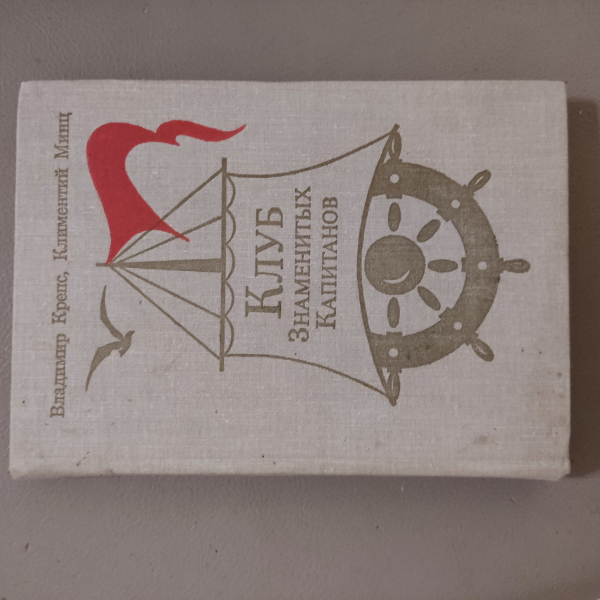 Владимир Крепс, Климентий Минц
Клуб
Знаменитых
Капитанов